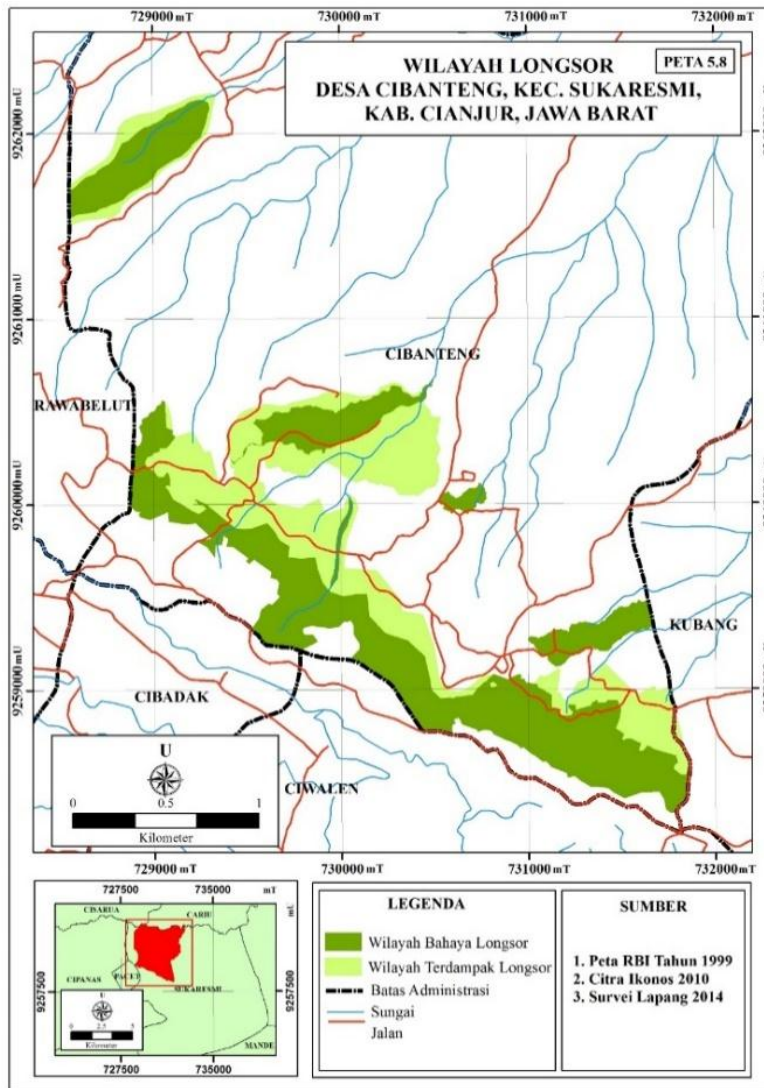 729000 mT
730000 mT
731000 mT
732000 mT
PETA 5.8
WILAYAH LONGSOR
DESA CIBANTENG, KEC. SUKARESMI,
KAB. CIANJUR, JAWA BARAT
9262000 mU
9261000 mU
9260000 mU
9259000 mU
CIBANTENG
RAWABELUT
KUBANG
CIBADAK
CIWALEN
U
0 0.5 1
Kilometer
729000 mT
730000 mT
731000 mT
732000 mT
727500 735000 mT
mU
CISARUA
CARIU
CIPANAS
PACET
SUKARESMI
MANDE
9257500
9257500
U
0 2.5 5
Kilometer
727500 735000
LEGENDA
Wilayah Bahaya Longsor
Wilayah Terdampak Longsor
Batas Administrasi
Sungai
Jalan
SUMBER
1. Peta RBI Tahun 1999
2. Citra Ikonos 2010
3. Survei Lapang 2014